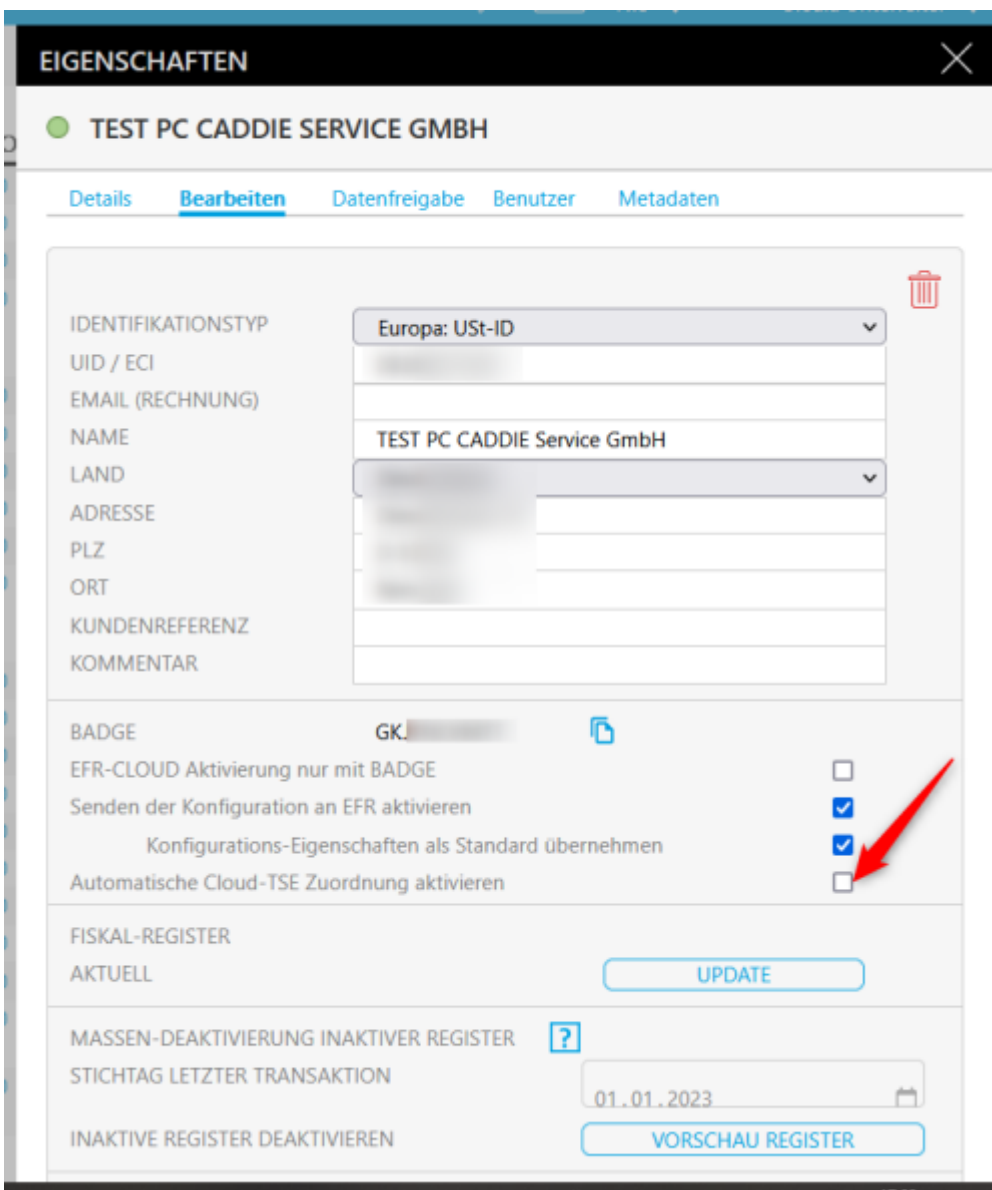 EIGENSCHAFTEN
TEST PC CADDIE SERVICE GMBH
Details Bearbeiten Datenfreigabe Benutzer Metadaten
IDENTIFIKATIONSTYP Europa: USt-ID
UID / ECI
EMAIL (RECHNUNG)
NAME TEST PC CADDIE Service GmbH
LAND
ADRESSE
PLZ
ORT
KUNDENREFERENZ
KOMMENTAR
BADGE GK.
EFR-CLOUD Aktivierung nur mit BADGE
Senden der Konfiguration an EFR aktivieren
Konfigurations-Eigenschaften als Standard übernehmen
Automatische Cloud-TSE Zuordnung aktivieren
FISKAL-REGISTER
AKTUELL UPDATE
MASSEN-DEAKTIVIERUNG INAKTIVER REGISTER ?
STICHTAG LETZTER TRANSAKTION 01.01.2023
INAKTIVE REGISTER DEAKTIVIEREN VORSCHAU REGISTER